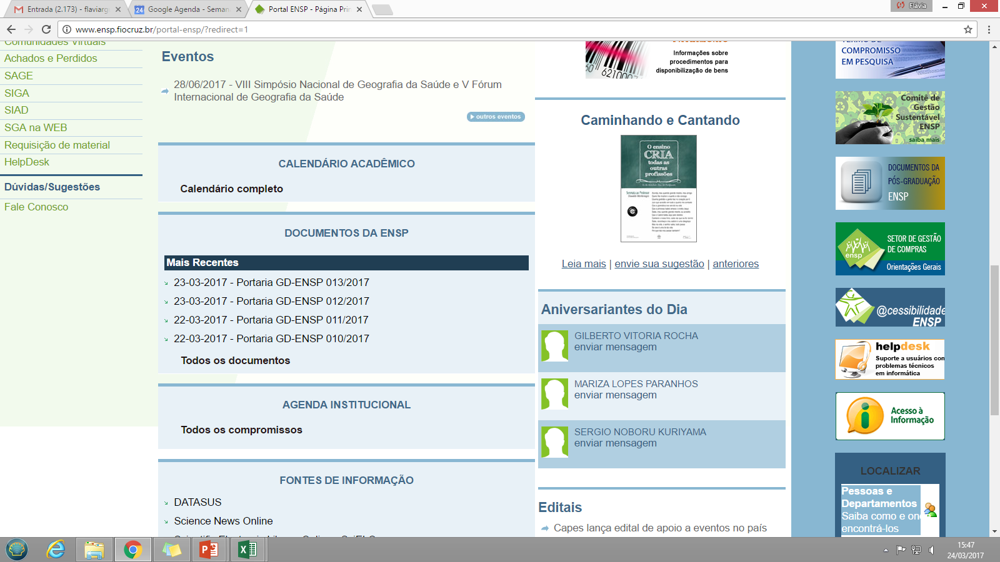 Entrada (2.173) - flaviarg
Google Agenda - Seman
Portal ENSP - Página Prin
Flávia
www.ensp.fiocruz.br/portal-ensp/?redirect=1
Comunidades Virtuais
Achados e Perdidos
SAGE
SIGA
SIAD
SGA na WEB
Requisição de material
HelpDesk
Dúvidas/Sugestões
Fale Conosco
Eventos
28/06/2017 - VIII Simpósio Nacional de Geografia da Saúde e V Fórum
Internacional de Geografia da Saúde
outros eventos
CALENDÁRIO ACADÊMICO
Calendário completo
DOCUMENTOS DA ENSP
Mais Recentes
23-03-2017 - Portaria GD-ENSP 013/2017
23-03-2017 - Portaria GD-ENSP 012/2017
22-03-2017 - Portaria GD-ENSP 011/2017
22-03-2017 - Portaria GD-ENSP 010/2017
Todos os documentos
AGENDA INSTITUCIONAL
Todos os compromissos
FONTES DE INFORMAÇÃO
DATASUS
Science News Online
Informações sobre
procedimentos para
disponibilização de bens
Caminhando e Cantando
O ensino
CRIA
todas as
outras
profissões
Leia mais | envie sua sugestão | anteriores
Aniversariantes do Dia
GILBERTO VITORIA ROCHA
enviar mensagem
MARIZA LOPES PARANHOS
enviar mensagem
SERGIO NOBORU KURIYAMA
enviar mensagem
Editais
Capes lança edital de apoio a eventos no país
TERMO DE
COMPROMISSO
EM PESQUISA
Comitê de
Gestão
Sustentável
ENSP
saiba mais
DOCUMENTOS DA
PÓS-GRADUAÇÃO
ENSP
ensp
SETOR DE GESTÃO
DE COMPRAS
Orientações Gerais
@cessibilidade
ENSP
helpdesk
Suporte a usuários com
problemas técnicos
em informática
Acesso à
Informação
LOCALIZAR
Pessoas e
Departamentos
Saiba como e ond
encontrá-los
15:47
24/03/2017